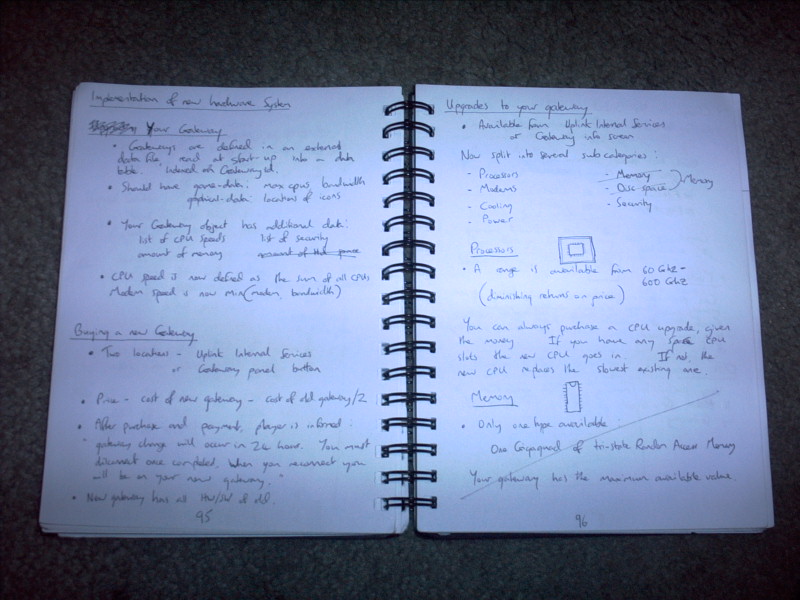 Implementation of new hardware System
Your Gateway
• Gateways are defined in an external
data file, read at start-up into a data
table. Indexed on Gateway id.
• Should have game-data: max cpus, bandwidth
graphical-data: locations of icons
• Your Gateway object has additional data:
list of CPU speeds list of security
amount of memory
• CPU speed is now defined as the sum of all CPUs
Modem speed is now min(modem, bandwidth)
Buying a new Gateway
• Two locations - Uplink Internal Services
or Gateway panel button
• Price - cost of new gateway - cost of old gateway/2
• After purchase and payment, player is informed:
"gateway change will occur in 24 hours. You must
disconnect once completed. When you reconnect you
will be on your new gateway."
• New gateway has all HW/SW of old.
95
Upgrades to your gateway
• Available from Uplink Internal Services
or Gateway info screen
Now split into several sub categories:
- Processors
- Modems
- Cooling
- Power
- Memory
- Disc space
- Security
Memory
Processors
• A range is available from 60 Ghz -
600 GHz
(diminishing returns on price)
You can always purchase a CPU upgrade, given
the money. If you have any spare CPU
slots the new CPU goes in. If not, the
new CPU replaces the slowest existing one.
Memory
• Only one type available:
One Gigaquad of tri-state Random Access Memory
Your gateway has the maximum available value.
96